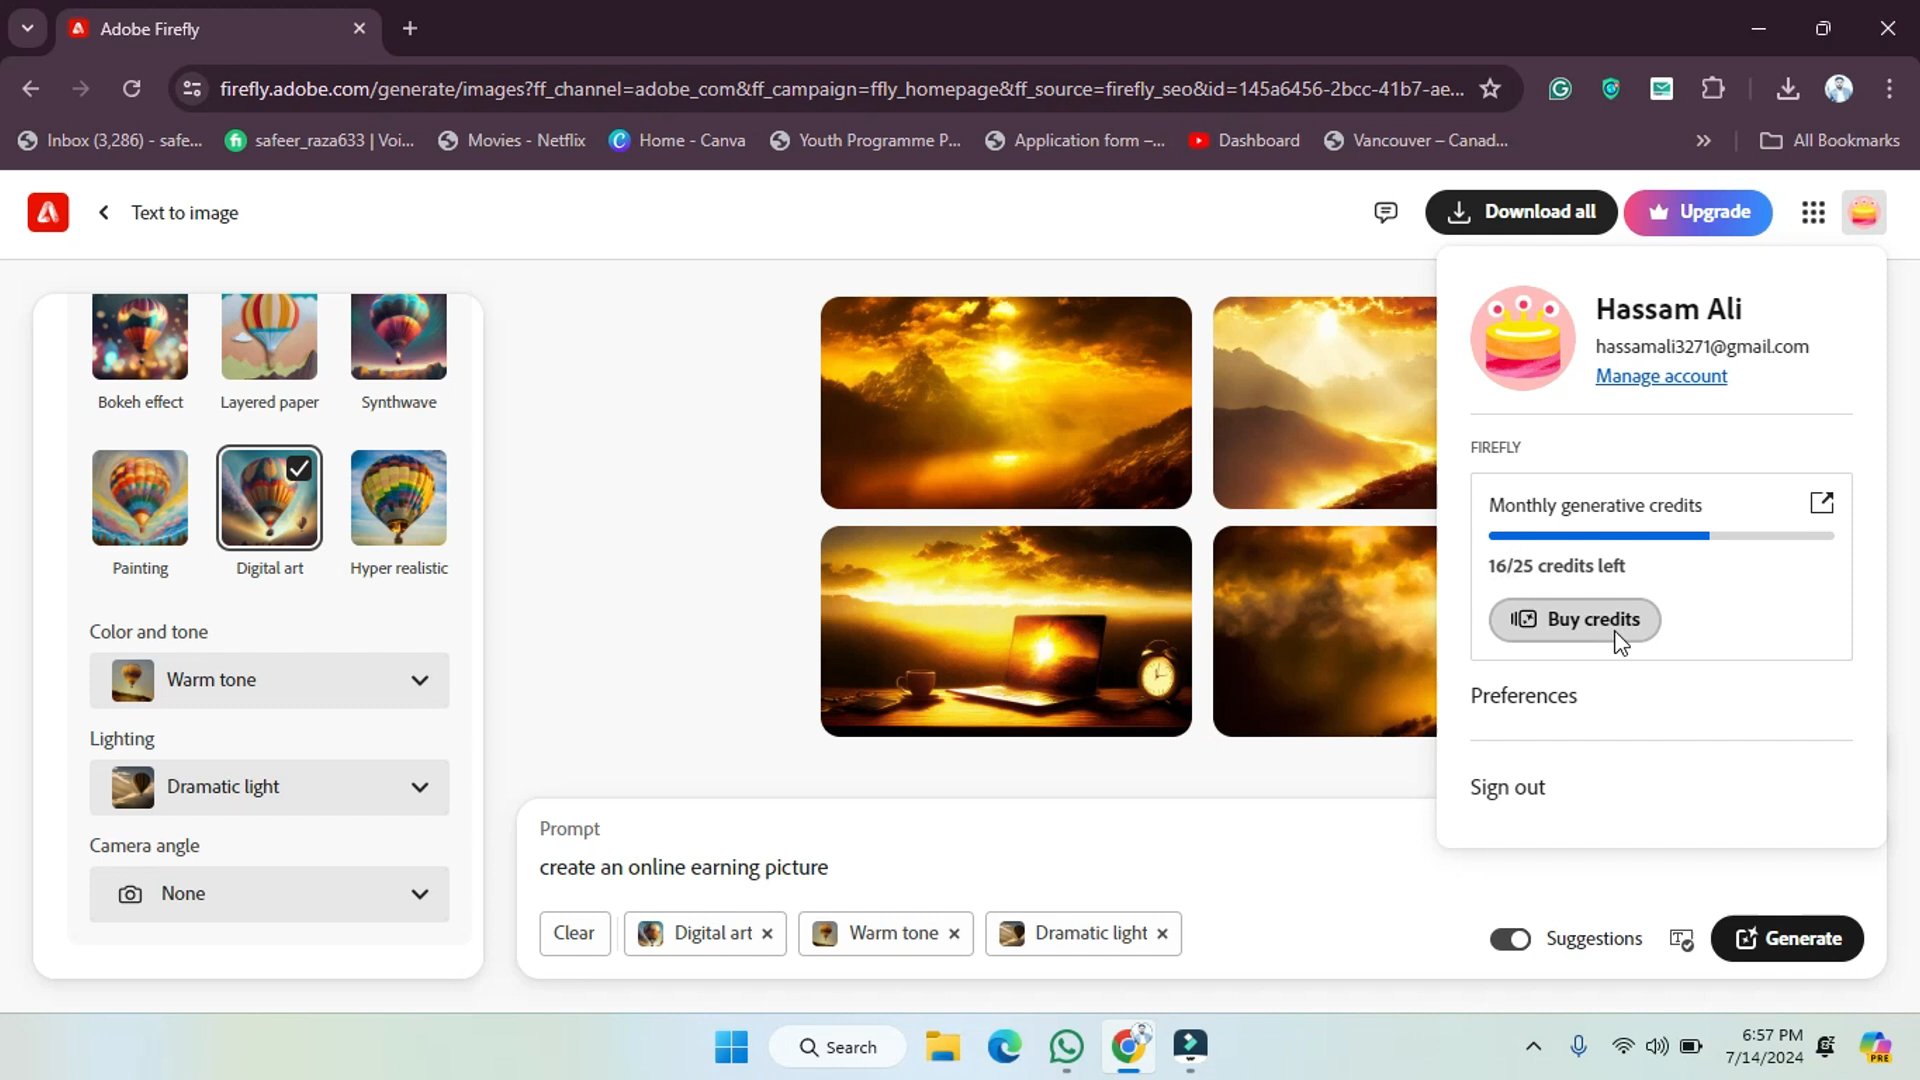 Adobe Firefly
firefly.adobe.com/generate/images?ff_channel=adobe_com&ff_campaign=ffly_homepage&ff_source=firefly_seo&id=145a6456-2bcc-41b7-ae...
Inbox (3,286) - safe...
safeer_raza633 | Voi...
Movies - Netflix
Home - Canva
Youth Programme P...
Application form –...
Dashboard
Vancouver – Canad...
All Bookmarks
Text to image
Download all
Upgrade
Bokeh effect
Layered paper
Synthwave
Painting
Digital art
Hyper realistic
Color and tone
Warm tone
Lighting
Dramatic light
Camera angle
None
Hassam Ali
hassamali3271@gmail.com
Manage account
FIREFLY
Monthly generative credits
16/25 credits left
Buy credits
Preferences
Sign out
Prompt
create an online earning picture
Clear
Digital art
Warm tone
Dramatic light
Suggestions
Generate
Search
6:57 PM
7/14/2024
PRE